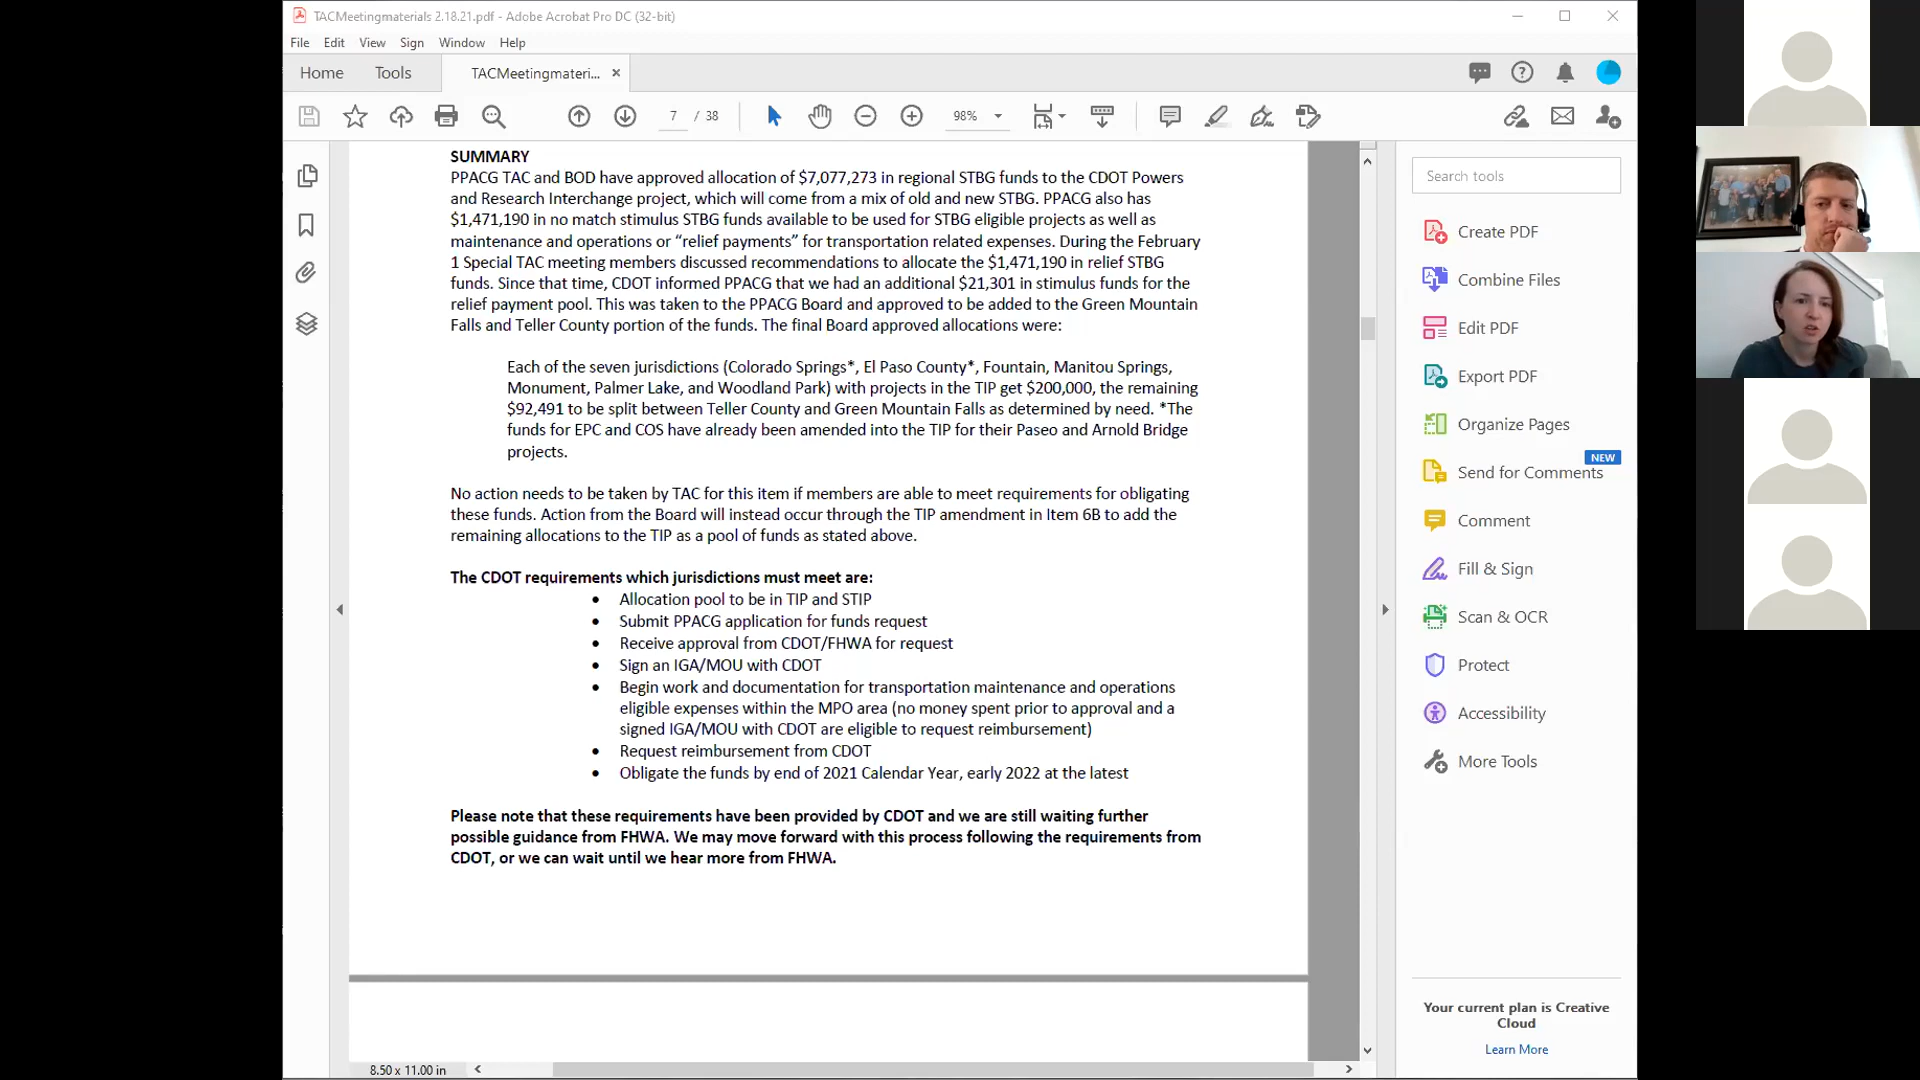 TACMeetingmaterials 2.18.21.pdf - Adobe Acrobat Pro DC (32-bit)
File Edit View Sign Window Help
Home Tools TACMeetingmateri... ×
7 / 38 98%
SUMMARY
PPACG TAC and BOD have approved allocation of $7,077,273 in regional STBG funds to the CDOT Powers
and Research Interchange project, which will come from a mix of old and new STBG. PPACG also has
$1,471,190 in no match stimulus STBG funds available to be used for STBG eligible projects as well as
maintenance and operations or “relief payments” for transportation related expenses. During the February
1 Special TAC meeting members discussed recommendations to allocate the $1,471,190 in relief STBG
funds. Since that time, CDOT informed PPACG that we had an additional $21,301 in stimulus funds for the
relief payment pool. This was taken to the PPACG Board and approved to be added to the Green Mountain
Falls and Teller County portion of the funds. The final Board approved allocations were:
Each of the seven jurisdictions (Colorado Springs*, El Paso County*, Fountain, Manitou Springs,
Monument, Palmer Lake, and Woodland Park) with projects in the TIP get $200,000, the remaining
$92,491 to be split between Teller County and Green Mountain Falls as determined by need. *The
funds for EPC and COS have already been amended into the TIP for their Paseo and Arnold Bridge
projects.
No action needs to be taken by TAC for this item if members are able to meet requirements for obligating
these funds. Action from the Board will instead occur through the TIP amendment in Item 6B to add the
remaining allocations to the TIP as a pool of funds as stated above.
The CDOT requirements which jurisdictions must meet are:
• Allocation pool to be in TIP and STIP
• Submit PPACG application for funds request
• Receive approval from CDOT/FHWA for request
• Sign an IGA/MOU with CDOT
• Begin work and documentation for transportation maintenance and operations
eligible expenses within the MPO area (no money spent prior to approval and a
signed IGA/MOU with CDOT are eligible to request reimbursement)
• Request reimbursement from CDOT
• Obligate the funds by end of 2021 Calendar Year, early 2022 at the latest
Please note that these requirements have been provided by CDOT and we are still waiting further
possible guidance from FHWA. We may move forward with this process following the requirements from
CDOT, or we can wait until we hear more from FHWA.
8.50 x 11.00 in
Search tools
Create PDF
Combine Files
Edit PDF
Export PDF
Organize Pages
NEW
Send for Comments
Comment
Fill & Sign
Scan & OCR
Protect
Accessibility
More Tools
Your current plan is Creative
Cloud
Learn More